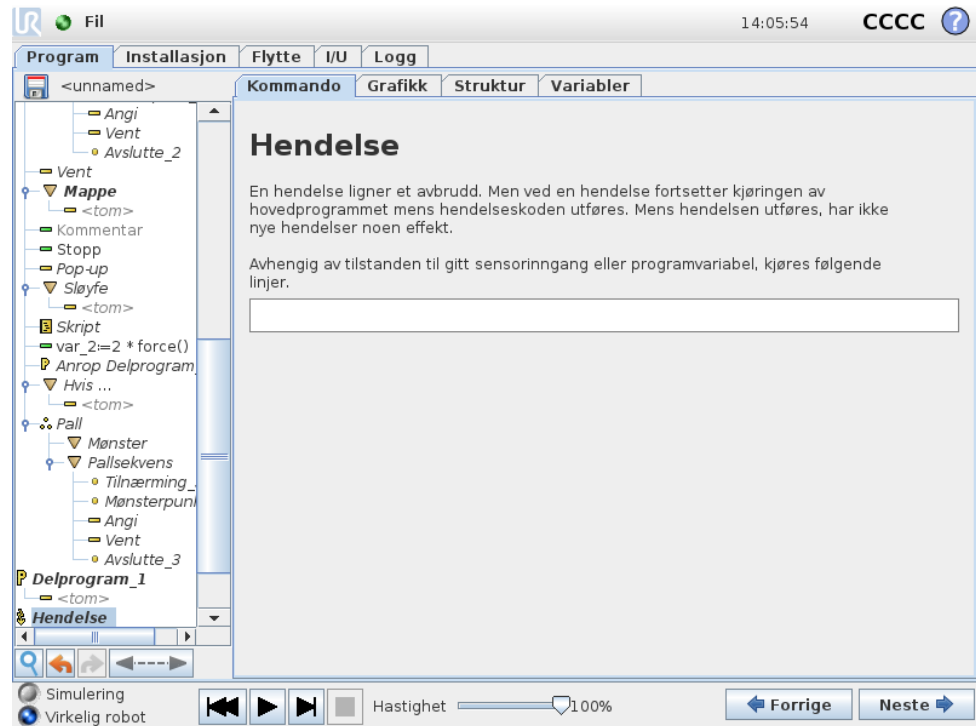 Fil
14:05:54
CCCC
?
Program Installasjon Flytte I/U Logg
<unnamed>
Kommando Grafikk Struktur Variabler
Angi
Vent
Avslutte_2
Vent
Mappe
<tom>
Kommentar
Stopp
Pop-up
Sløyfe
<tom>
Skript
var_2:=2 * force()
Anrop Delprogram
Hvis ...
<tom>
Pall
Mønster
Pallsekvens
Tilnærming_
Mønsterpun
Angi
Vent
Avslutte_3
Delprogram_1
<tom>
Hendelse
Hendelse
En hendelse ligner et avbrudd. Men ved en hendelse fortsetter kjøringen av
hovedprogrammet mens hendelseskoden utføres. Mens hendelsen utføres, har ikke
nye hendelser noen effekt.
Avhengig av tilstanden til gitt sensorinngang eller programvariabel, kjøres følgende
linjer.
Simulering
Virkelig robot
Hastighet
100%
Forrige
Neste